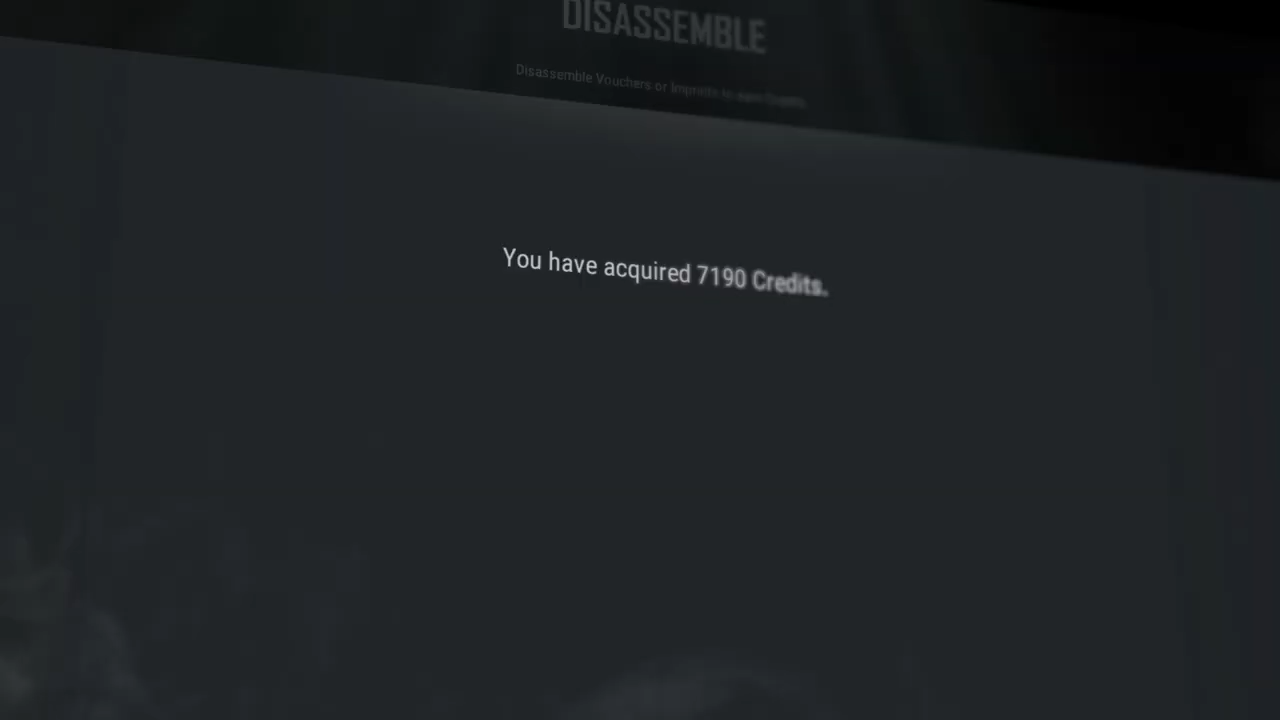 DISASSEMBLE
Disassemble Vouchers or Imprints to earn Credits.
You have acquired 7190 Credits.